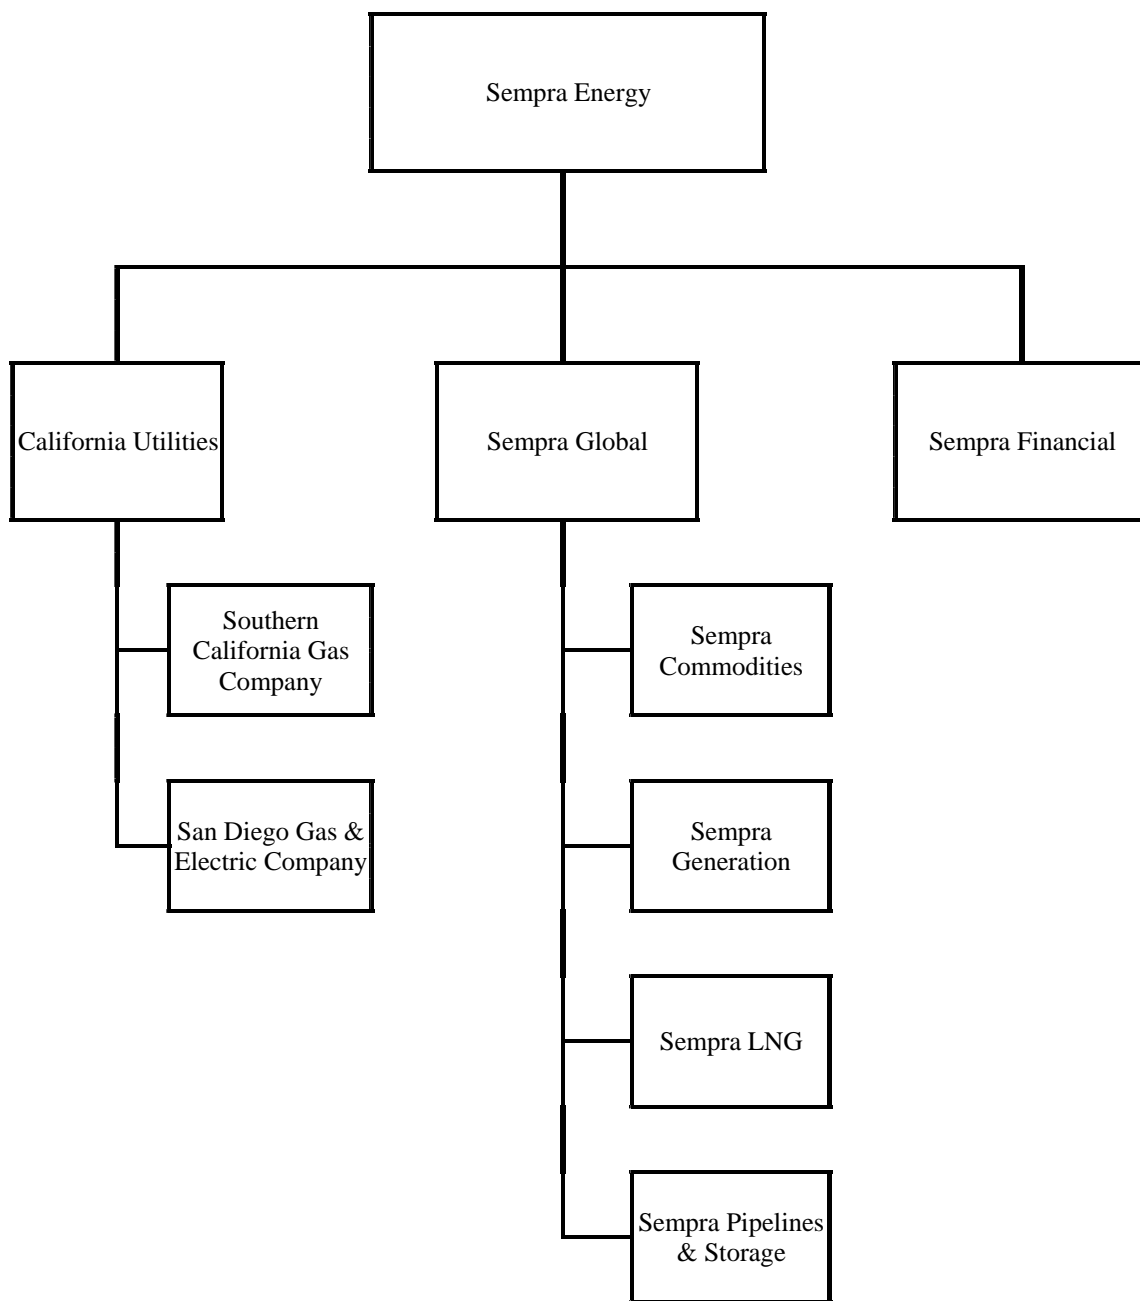 Sempra Energy
California Utilities
Sempra Global
Sempra Financial
Southern
California Gas
Company
Sempra
Commodities
San Diego Gas &
Electric Company
Sempra
Generation
Sempra LNG
Sempra Pipelines
& Storage